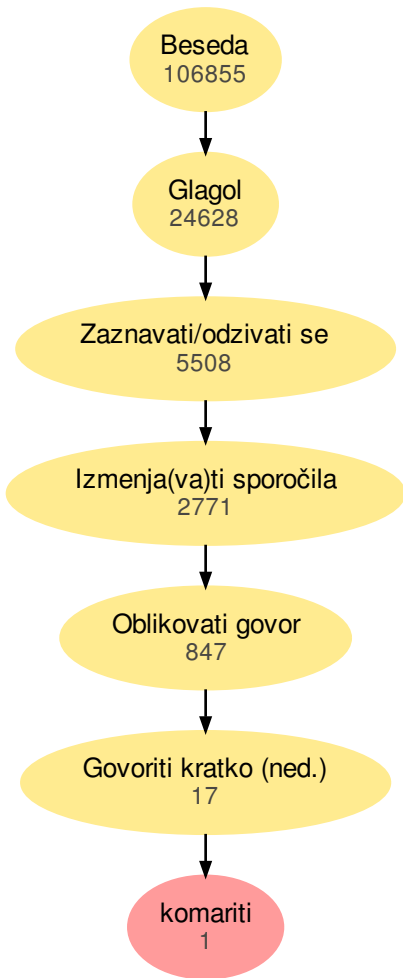 Beseda
106855
Glagol
24628
Zaznavati/odzivati se
5508
Izmenja(va)ti sporočila
2771
Oblikovati govor
847
Govoriti kratko (ned.)
17
komariti
1